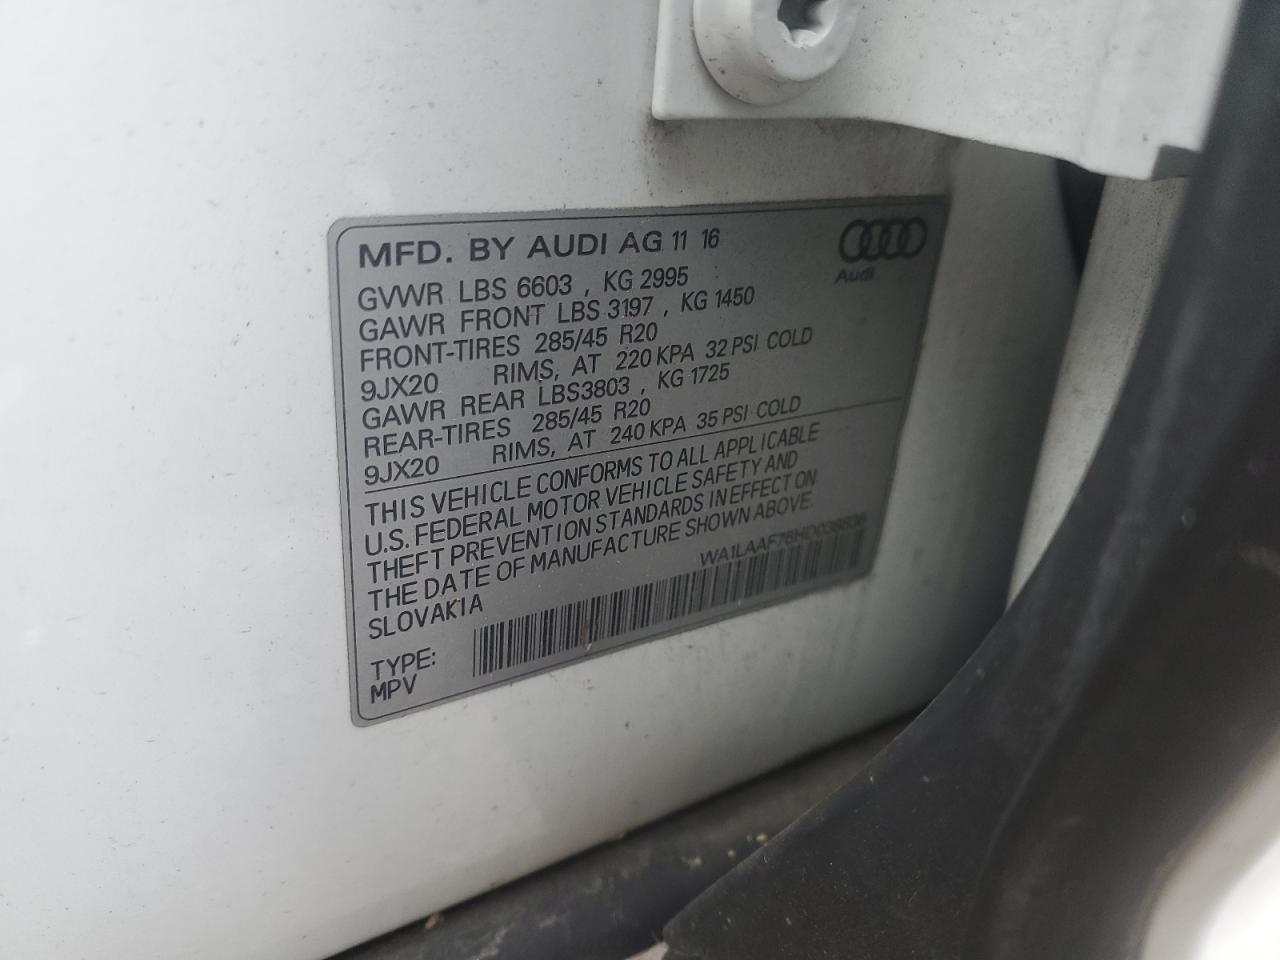 MFD. BY AUDI AG 11 16
Audi
GVWR LBS 6603 , KG 2995
GAWR FRONT LBS 3197 , KG 1450
FRONT-TIRES 285/45 R20
9JX20 RIMS, AT 220 KPA 32 PSI COLD
GAWR REAR LBS3803 , KG 1725
REAR-TIRES 285/45 R20
9JX20 RIMS, AT 240 KPA 35 PSI COLD
THIS VEHICLE CONFORMS TO ALL APPLICABLE
U.S. FEDERAL MOTOR VEHICLE SAFETY AND
THEFT PREVENTION STANDARDS IN EFFECT ON
THE DATE OF MANUFACTURE SHOWN ABOVE.
SLOVAKIA
TYPE:
MPV